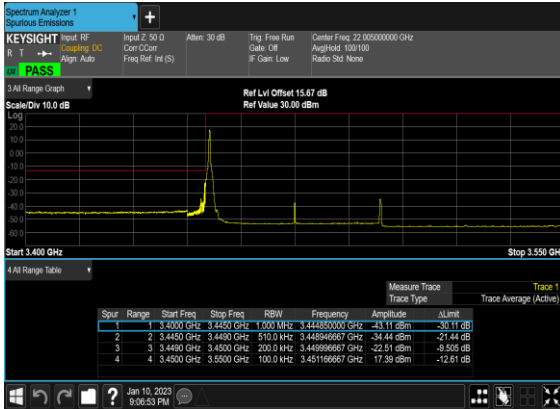 Spectrum Analyzer 1
Spurious Emissions
+
KEYSIGHT Input: RF Input Z: 50 Ω Atten: 30 dB Trig: Free Run Center Freq: 22.005000000 GHz
R T Coupling: DC Corr CCorr Gate: Off Avg|Hold: 100/100
Align: Auto Freq Ref: Int (S) IF Gain: Low Radio Std: None
PASS
3 All Range Graph
Ref Lvl Offset 15.67 dB
Scale/Div 10.0 dB Ref Value 30.00 dBm
Log
20.0
10.0
0.00
-10.0
-20.0
-30.0
-40.0
-50.0
-60.0
Start 3.400 GHz Stop 3.550 GH
4 All Range Table
Measure Trace Trace 1
Trace Type Trace Average (Active)
Spur Range Start Freq Stop Freq RBW Frequency Amplitude ΔLimit
1 1 3.4000 GHz 3.4450 GHz 1.000 MHz 3.444850000 GHz -43.11 dBm -30.11 dB
2 2 3.4450 GHz 3.4490 GHz 510.0 kHz 3.448946667 GHz -34.44 dBm -21.44 dB
3 3 3.4490 GHz 3.4500 GHz 200.0 kHz 3.449996667 GHz -22.51 dBm -9.505 dB
4 4 3.4500 GHz 3.5500 GHz 100.0 kHz 3.451166667 GHz 17.39 dBm -12.61 dB
? Jan 10, 2023
9:06:53 PM